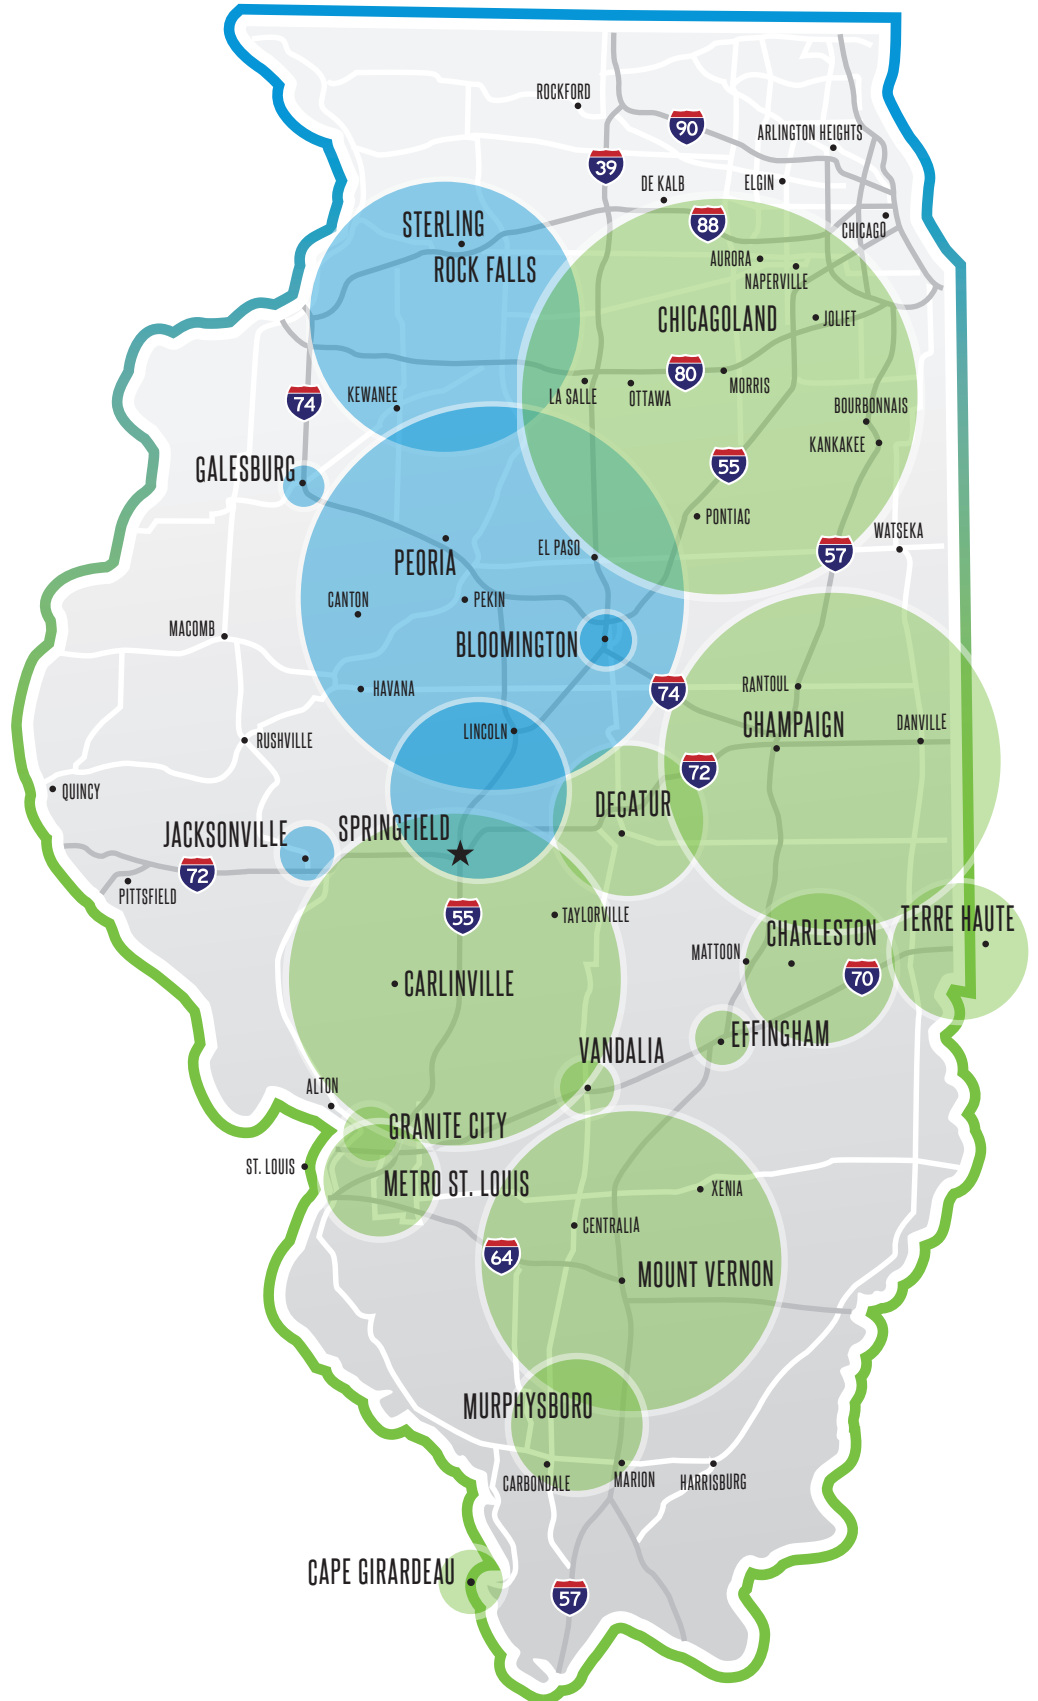 ROCKFORD
90
ARLINGTON HEIGHTS
39
DE KALB
ELGIN
STERLING
88
CHICAGO
ROCK FALLS
AURORA
NAPERVILLE
CHICAGOLAND
JOLIET
80
MORRIS
KEWANEE
74
LA SALLE
OTTAWA
BOURBONNAIS
KANKAKEE
GALESBURG
55
PONTIAC
WATSEKA
EL PASO
57
PEORIA
CANTON
PEKIN
MACOMB
BLOOMINGTON
HAVANA
74
RANTOUL
CHAMPAIGN
DANVILLE
LINCOLN
RUSHVILLE
72
QUINCY
DECATUR
JACKSONVILLE
SPRINGFIELD
72
PITTSFIELD
55
TAYLORVILLE
TERRE HAUTE
CHARLESTON
MATTOON
70
CARLINVILLE
EFFINGHAM
VANDALIA
ALTON
GRANITE CITY
ST. LOUIS
METRO ST. LOUIS
XENIA
CENTRALIA
64
MOUNT VERNON
MURPHYSBORO
CARBONDALE
MARION
HARRISBURG
CAPE GIRARDEAU
57